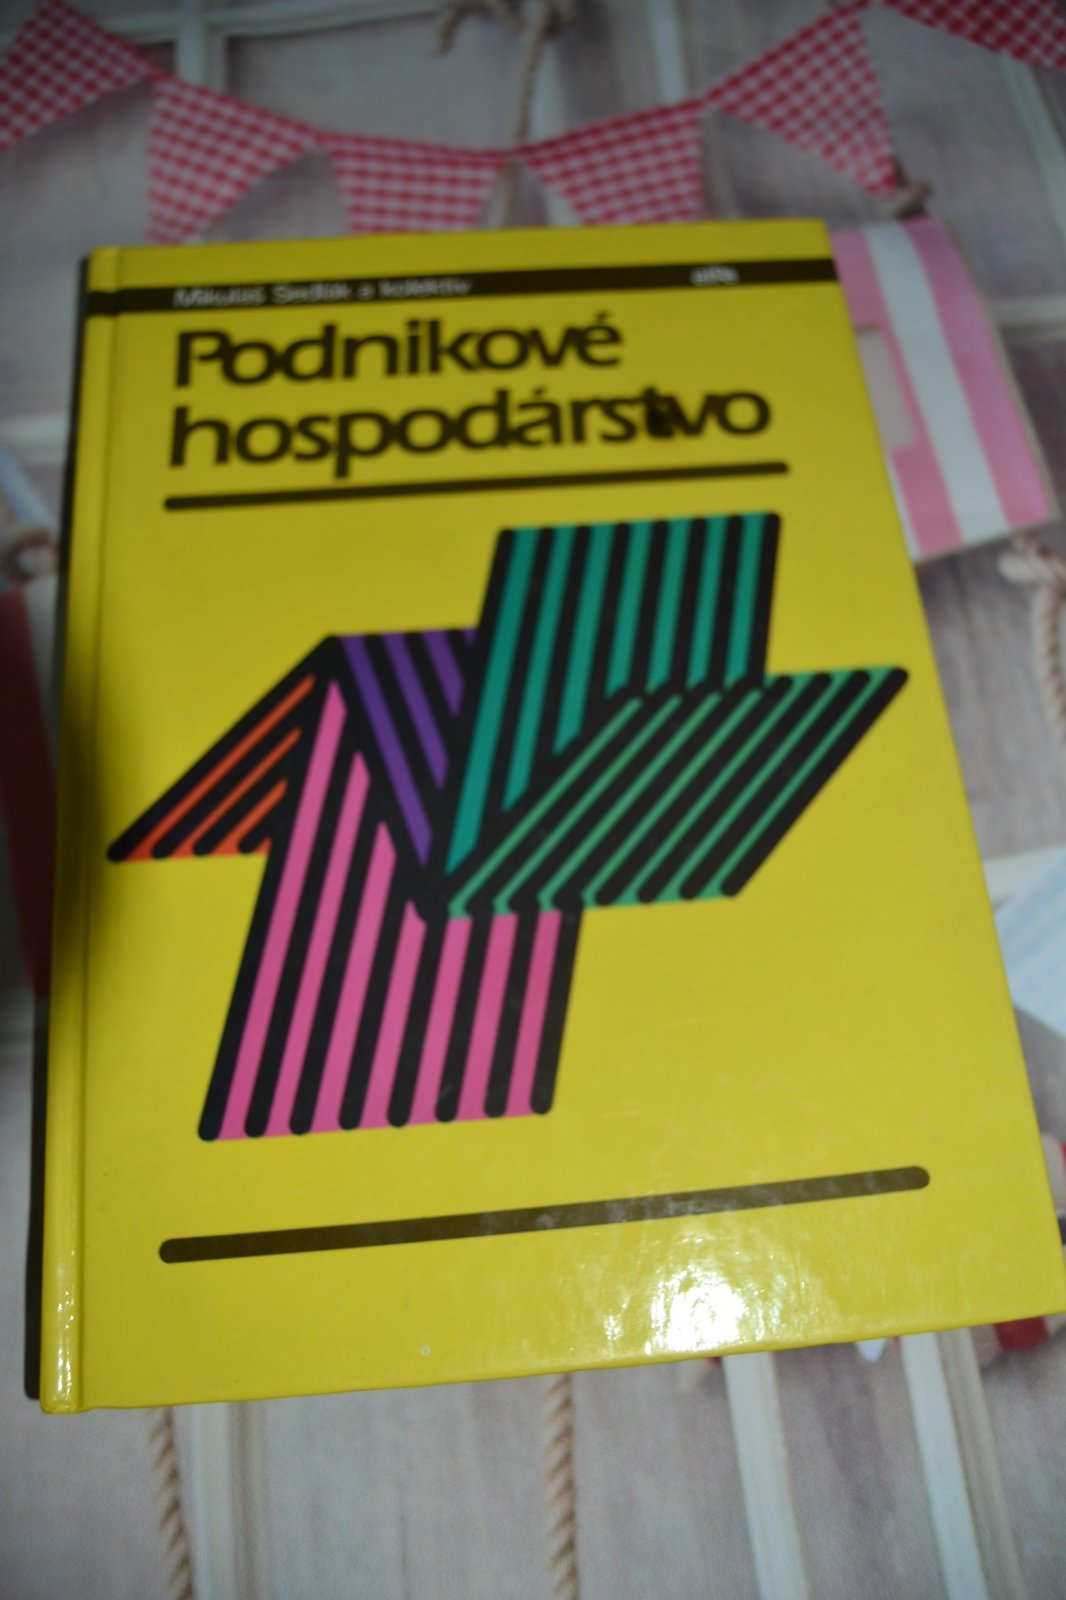 Mikuláš Sedlák a kolektív
alfa
Podnikové
hospodárstvo